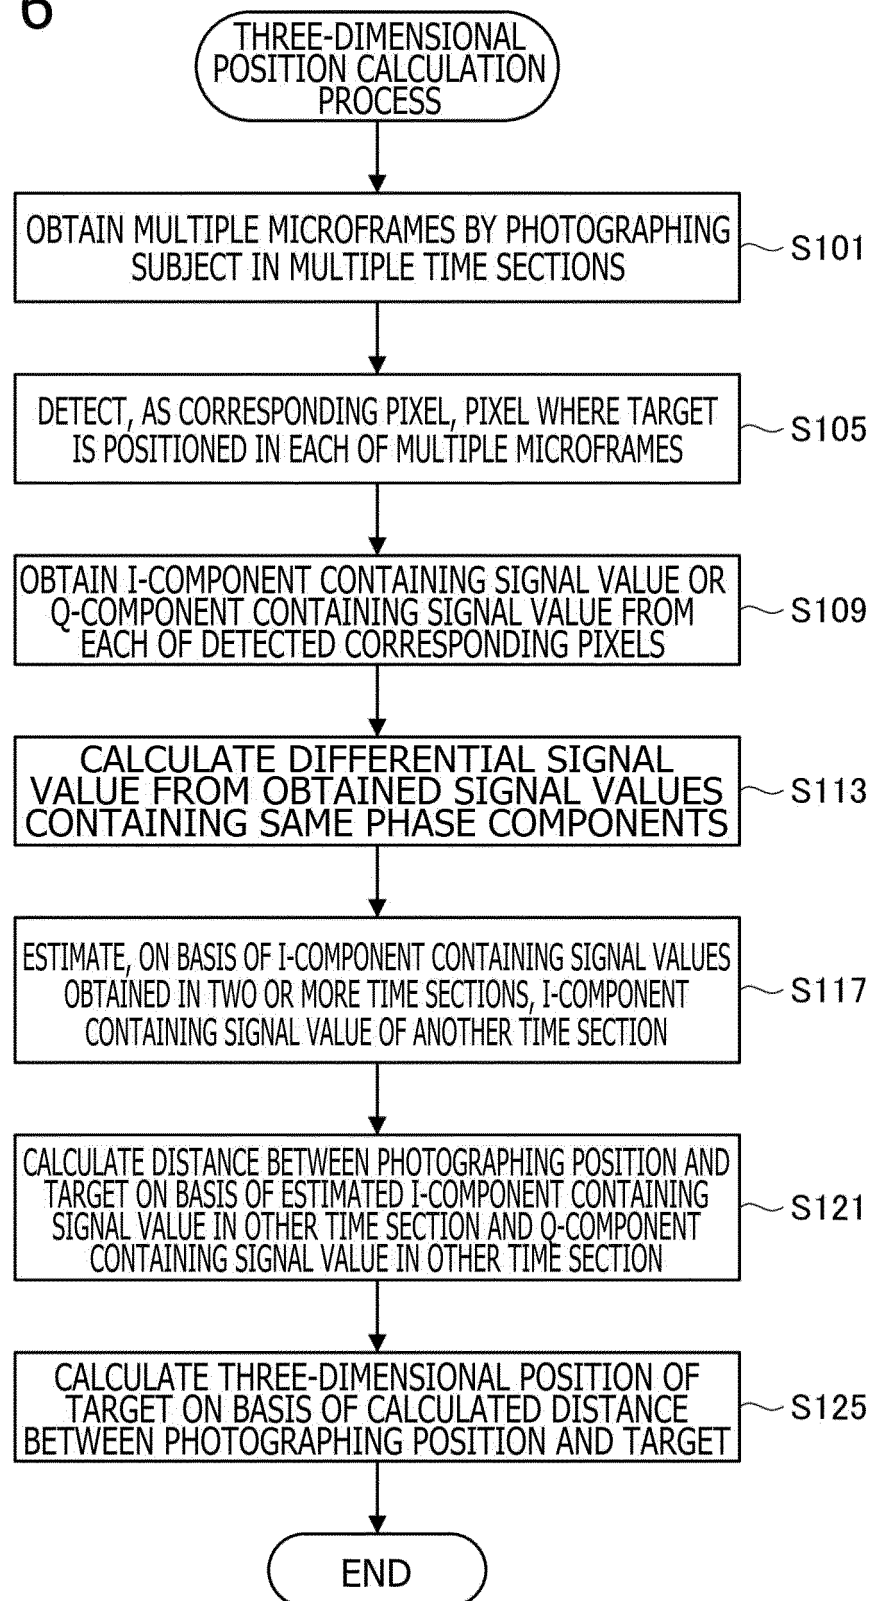 6
THREE-DIMENSIONAL
POSITION CALCULATION
PROCESS
OBTAIN MULTIPLE MICROFRAMES BY PHOTOGRAPHING
SUBJECT IN MULTIPLE TIME SECTIONS
S101
DETECT, AS CORRESPONDING PIXEL, PIXEL WHERE TARGET
IS POSITIONED IN EACH OF MULTIPLE MICROFRAMES
S105
OBTAIN I-COMPONENT CONTAINING SIGNAL VALUE OR
Q-COMPONENT CONTAINING SIGNAL VALUE FROM
EACH OF DETECTED CORRESPONDING PIXELS
S109
CALCULATE DIFFERENTIAL SIGNAL
VALUE FROM OBTAINED SIGNAL VALUES
CONTAINING SAME PHASE COMPONENTS
S113
ESTIMATE, ON BASIS OF I-COMPONENT CONTAINING SIGNAL VALUES
OBTAINED IN TWO OR MORE TIME SECTIONS, I-COMPONENT
CONTAINING SIGNAL VALUE OF ANOTHER TIME SECTION
S117
CALCULATE DISTANCE BETWEEN PHOTOGRAPHING POSITION AND
TARGET ON BASIS OF ESTIMATED I-COMPONENT CONTAINING
SIGNAL VALUE IN OTHER TIME SECTION AND Q-COMPONENT
CONTAINING SIGNAL VALUE IN OTHER TIME SECTION
S121
CALCULATE THREE-DIMENSIONAL POSITION OF
TARGET ON BASIS OF CALCULATED DISTANCE
BETWEEN PHOTOGRAPHING POSITION AND TARGET
S125
END